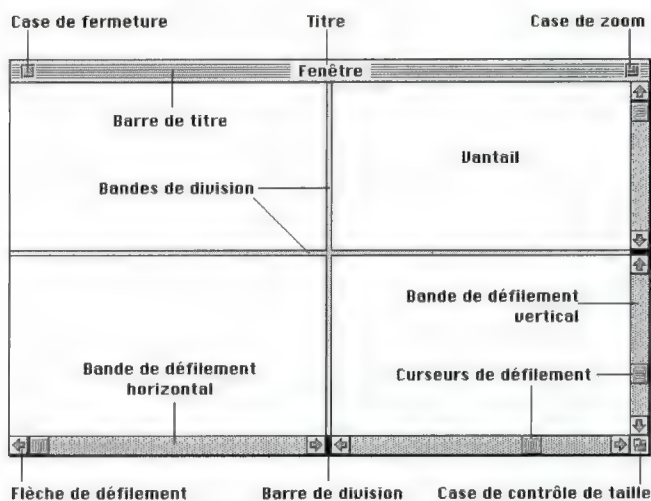 Case de fermeture
Titre
Case de zoom
Fenêtre
Barre de titre
Vantail
Bandes de division
Bande de défilement
vertical
Bande de défilement
horizontal
Curseurs de défilement
Flèche de défilement
Barre de division
Case de contrôle de taille